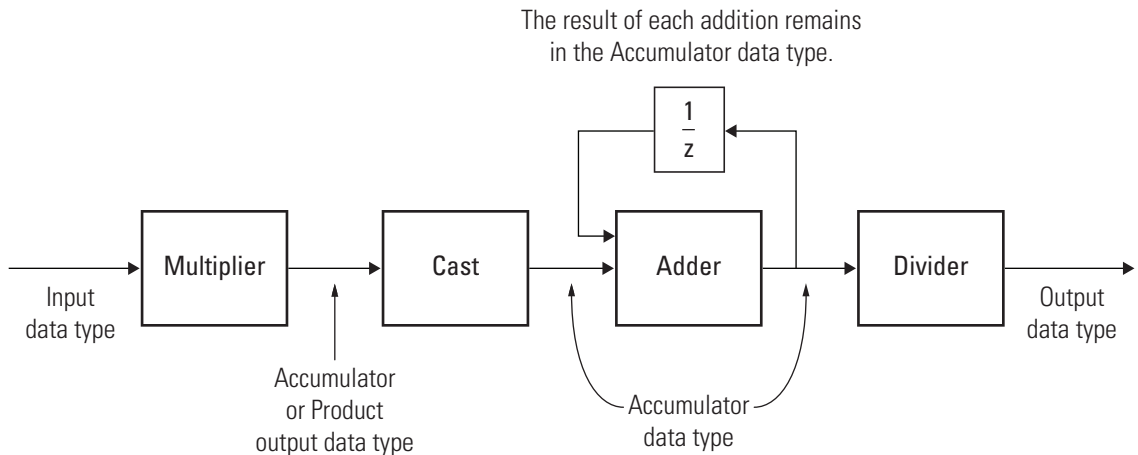 The result of each addition remains
in the Accumulator data type.
1
z
Multiplier
Cast
Adder
Divider
Input
data type
Output
data type
Accumulator
or Product
output data type
Accumulator
data type